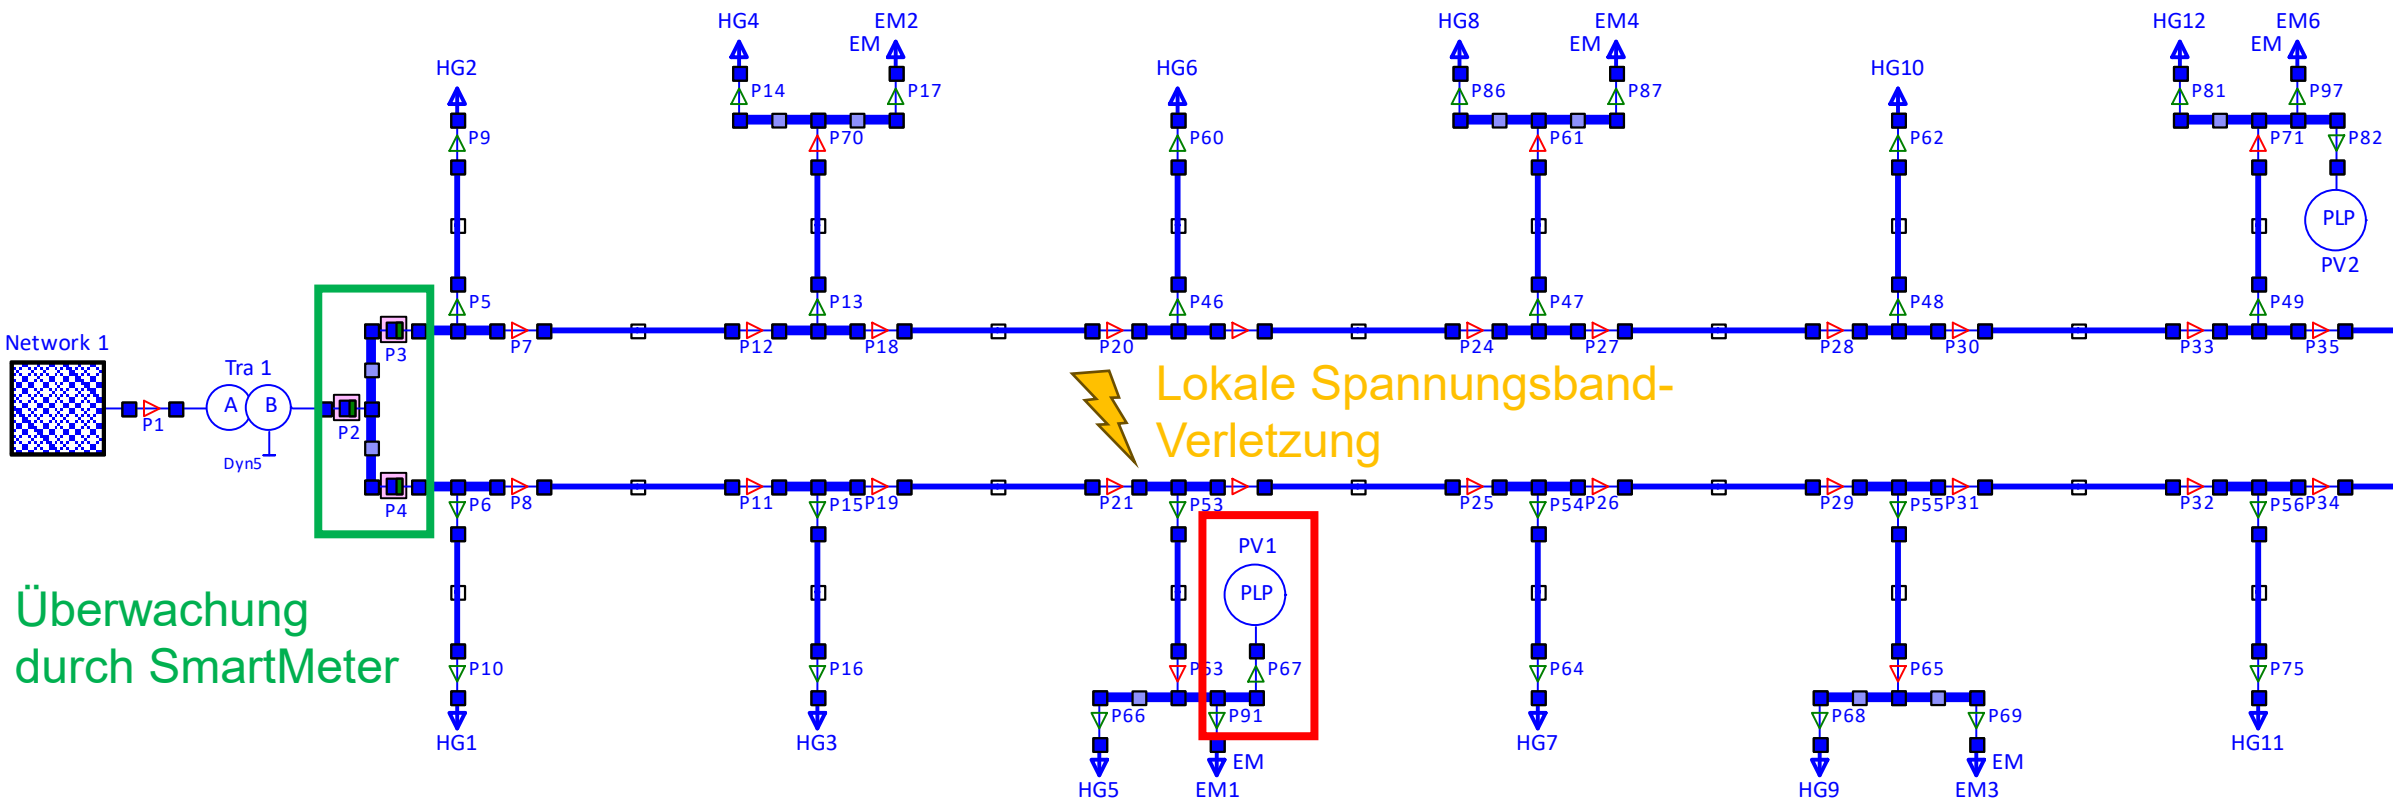 HG4
EM2
HG8
EM4
HG12
EM6
EM
EM
EM
HG2
HG6
HG10
P14
P17
P86
P87
P81
P97
P9
P70
P60
P61
P62
P71
P82
PLP
PV2
P5
P13
P46
P47
P48
P49
Network 1
P3
P7
P12
P18
P20
P24
P27
P28
P30
P33
P35
Tra 1
A
B
P1
P2
Dyn5
Lokale Spannungsband-
Verletzung
P4
P6
P8
P11
P15
P19
P21
P53
P25
P54
P26
P29
P55
P31
P32
P56
P34
PV1
PLP
Überwachung
durch SmartMeter
P10
P16
P63
P67
P64
P65
P75
P66
P91
P68
P69
HG1
HG3
HG7
HG11
EM
EM
HG5
EM1
HG9
EM3